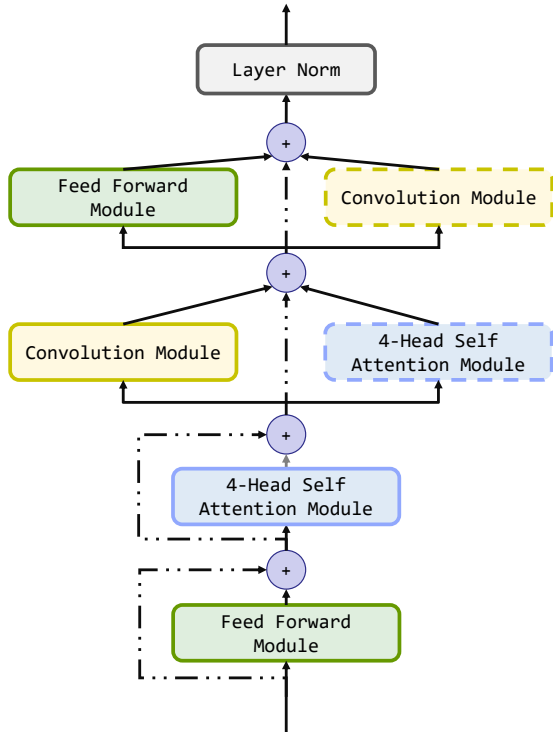 Layer Norm
+
Feed Forward
Module
Convolution Module
+
Convolution Module
4-Head Self
Attention Module
+
4-Head Self
Attention Module
+
Feed Forward
Module